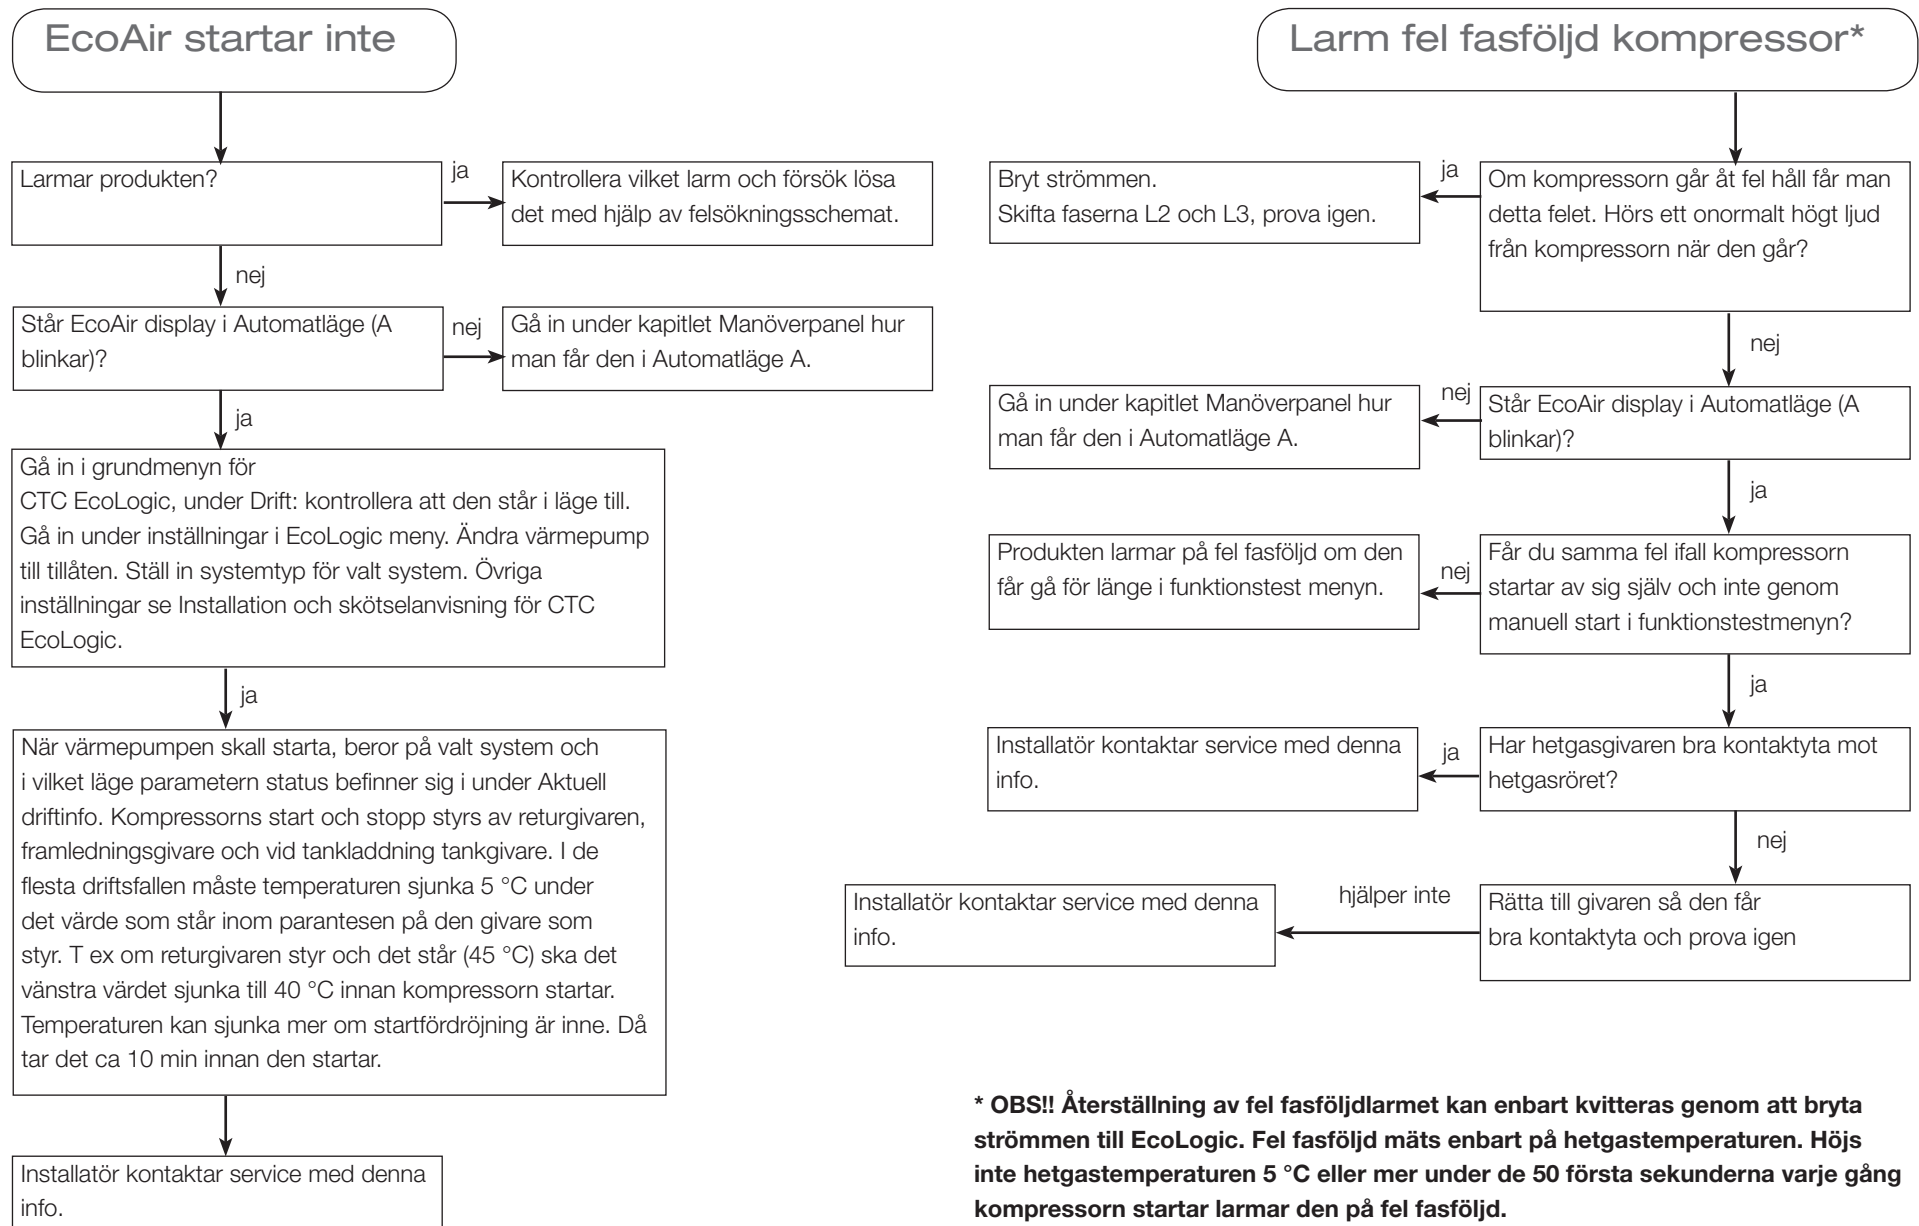 EcoAir startar inte
Larmar produkten?
ja
Kontrollera vilket larm och försök lösa
det med hjälp av felsökningsschemat.
nej
Står EcoAir display i Automatläge (A
blinkar)?
nej
Gå in under kapitlet Manöverpanel hur
man får den i Automatläge A.
ja
Gå in i grundmenyn för
CTC EcoLogic, under Drift: kontrollera att den står i läge till.
Gå in under inställningar i EcoLogic meny. Ändra värmepump
till tillåten. Ställ in systemtyp för valt system. Övriga
inställningar se Installation och skötselanvisning för CTC
EcoLogic.
ja
När värmepumpen skall starta, beror på valt system och
i vilket läge parametern status befinner sig i under Aktuell
driftinfo. Kompressorns start och stopp styrs av returgivaren,
framledningsgivare och vid tankladdning tankgivare. I de
flesta driftsfallen måste temperaturen sjunka 5 °C under
det värde som står inom parantesen på den givare som
styr. T ex om returgivaren styr och det står (45 °C) ska det
vänstra värdet sjunka till 40 °C innan kompressorn startar.
Temperaturen kan sjunka mer om startfördröjning är inne. Då
tar det ca 10 min innan den startar.
Installatör kontaktar service med denna
info.
Larm fel fasföljd kompressor*
Om kompressorn går åt fel håll får man
detta felet. Hörs ett onormalt högt ljud
från kompressorn när den går?
ja
Bryt strömmen.
Skifta faserna L2 och L3, prova igen.
nej
Står EcoAir display i Automatläge (A
blinkar)?
nej
Gå in under kapitlet Manöverpanel hur
man får den i Automatläge A.
ja
Får du samma fel ifall kompressorn
startar av sig själv och inte genom
manuell start i funktionstestmenyn?
nej
Produkten larmar på fel fasföljd om den
får gå för länge i funktionstest menyn.
ja
Har hetgasgivaren bra kontaktyta mot
hetgasröret?
ja
Installatör kontaktar service med denna
info.
nej
Rätta till givaren så den får
bra kontaktyta och prova igen
hjälper inte
Installatör kontaktar service med denna
info.
* OBS!! Återställning av fel fasföljdlarmet kan enbart kvitteras genom att bryta
strömmen till EcoLogic. Fel fasföljd mäts enbart på hetgastemperaturen. Höjs
inte hetgastemperaturen 5 °C eller mer under de 50 första sekunderna varje gång
kompressorn startar larmar den på fel fasföljd.